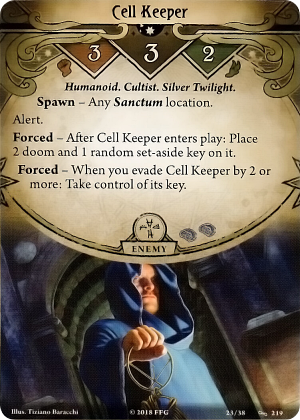 Cell Keeper
3 3 2
Humanoid. Cultist. Silver Twilight.
Spawn – Any Sanctum location.
Alert.
Forced – After Cell Keeper enters play: Place
2 doom and 1 random set-aside key on it.
Forced – When you evade Cell Keeper by 2 or
more: Take control of its key.
ENEMY
Illus. Tiziano Baracchi © 2018 FFG 23/38 219